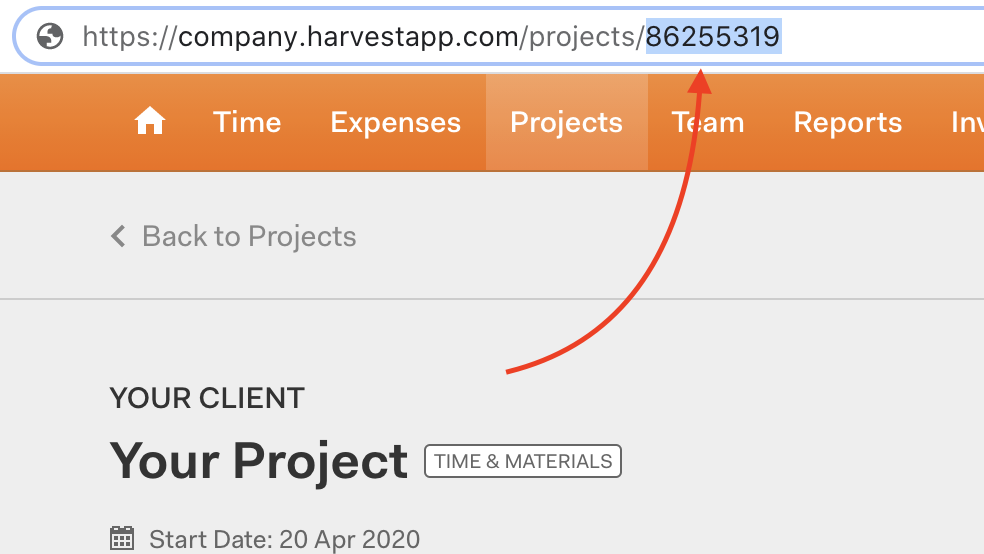 https://company.harvestapp.com/projects/86255319
Time Expenses Projects Team Reports Inv
Back to Projects
YOUR CLIENT
Your Project TIME & MATERIALS
Start Date: 20 Apr 2020